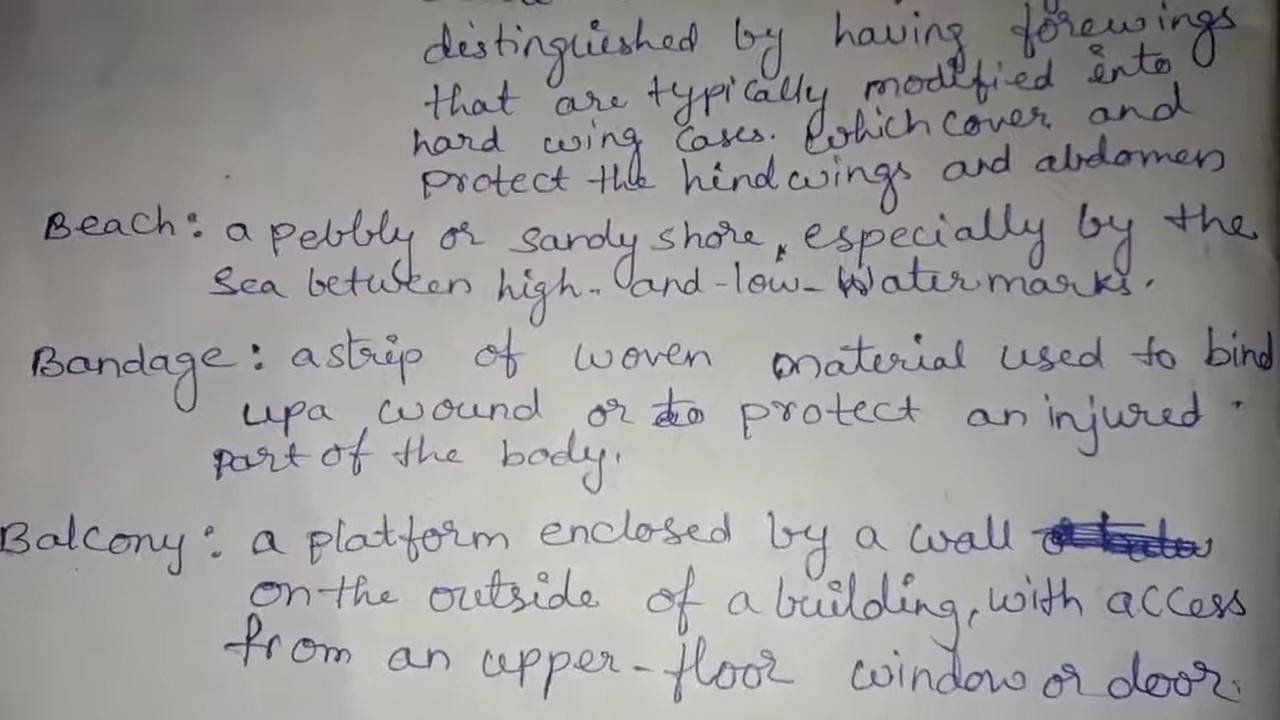 distinguished by having forewings
that are typically modified into
hard wing cases. which cover and
protect the hind wings and abdomen
Beach: a pebbly or sandy shore, especially by the
sea between high-and-low-watermarks.
Bandage: a strip of woven material used to bind
up a wound or to protect an injured
part of the body.
Balcony: a platform enclosed by a wall
on the outside of a building, with access
from an upper-floor window or door.